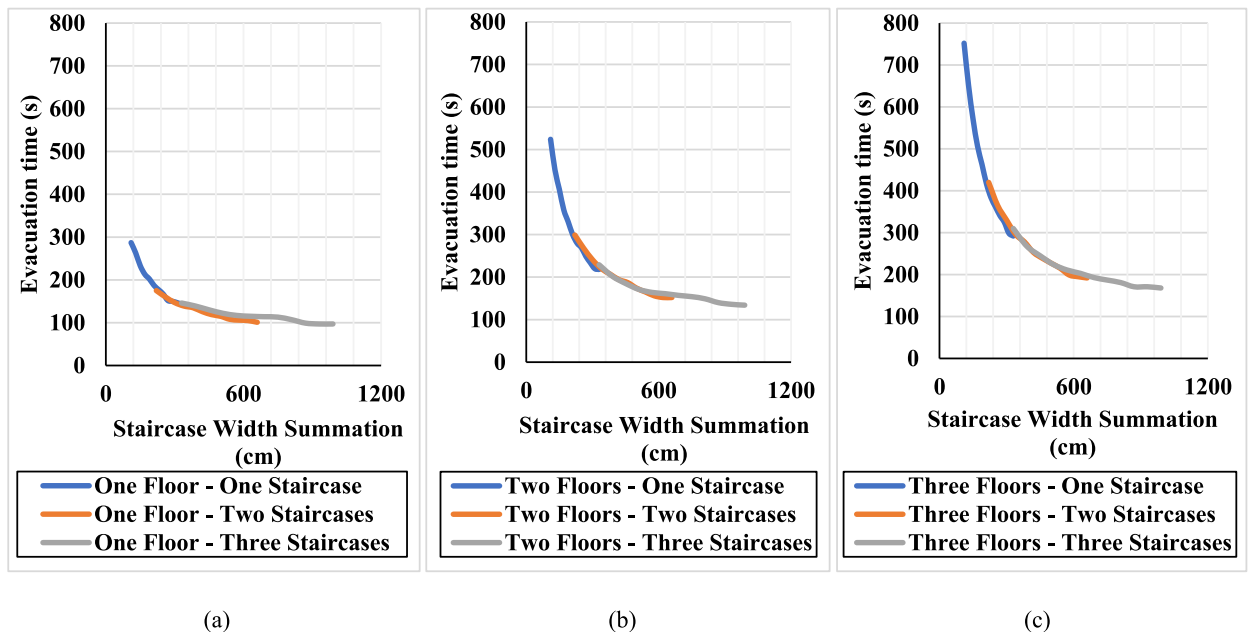 800
700
600
500
400
300
200
100
0
Evacuation time (s)
0 600 1200
Staircase Width Summation
(cm)
One Floor - One Staircase
One Floor - Two Staircases
One Floor - Three Staircases
(a)
800
700
600
500
400
300
200
100
0
Evacuation time (s)
0 600 1200
Staircase Width Summation
(cm)
Two Floors - One Staircase
Two Floors - Two Staircases
Two Floors - Three Staircases
(b)
800
700
600
500
400
300
200
100
0
Evacuation time (s)
0 600 1200
Staircase Width Summation
(cm)
Three Floors - One Staircase
Three Floors - Two Staircases
Three Floors - Three Staircases
(c)